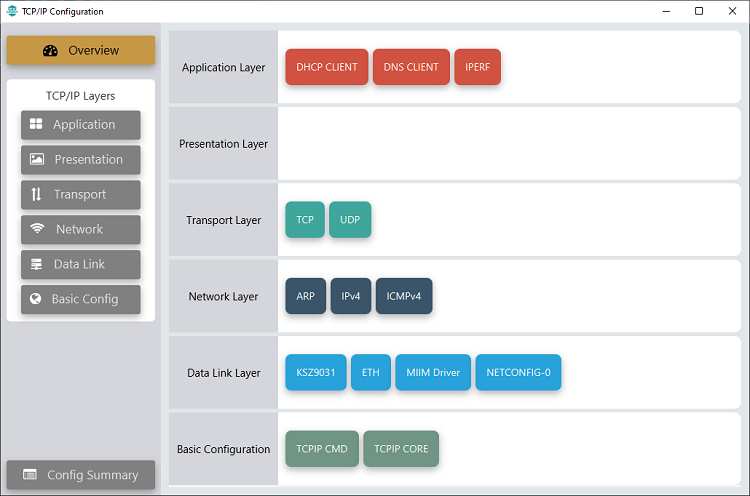 TCP/IP Configuration
Overview
TCP/IP Layers
Application
Presentation
Transport
Network
Data Link
Basic Config
Config Summary
Application Layer
DHCP CLIENT DNS CLIENT IPERF
Presentation Layer
Transport Layer
TCP UDP
Network Layer
ARP IPv4 ICMPv4
Data Link Layer
KSZ9031 ETH MIIM Driver NETCONFIG-0
Basic Configuration
TCPIP CMD TCPIP CORE